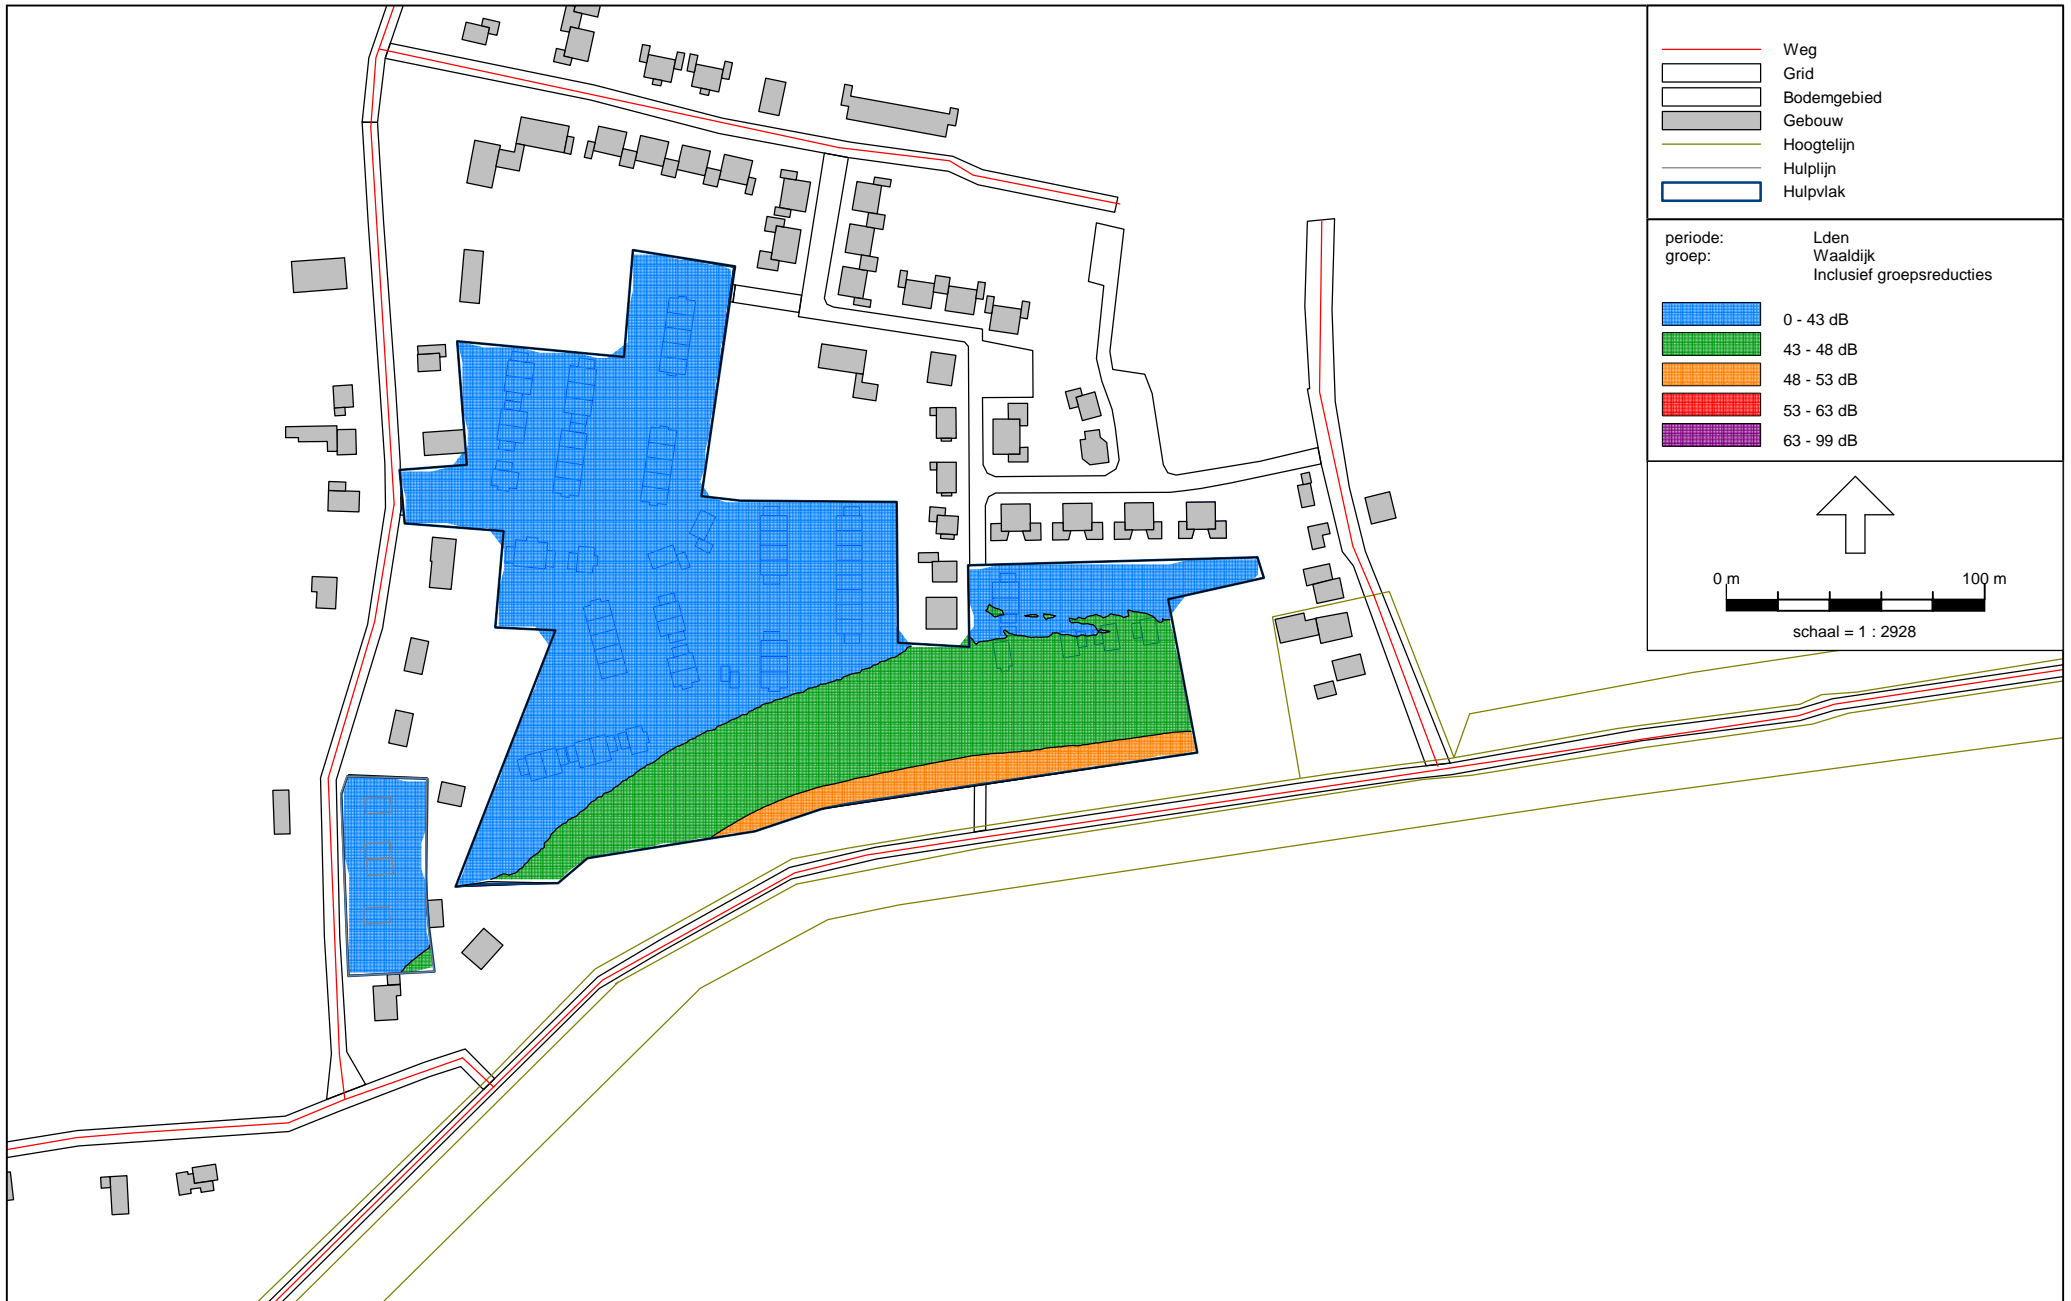 Weg
Grid
Bodemgebied
Gebouw
Hoogtelijn
Hulplijn
Hulpvlak
periode: Lden
groep: Waaldijk
Inclusief groepsreducties
0 - 43 dB
43 - 48 dB
48 - 53 dB
53 - 63 dB
63 - 99 dB
0 m 100 m
schaal = 1 : 2928